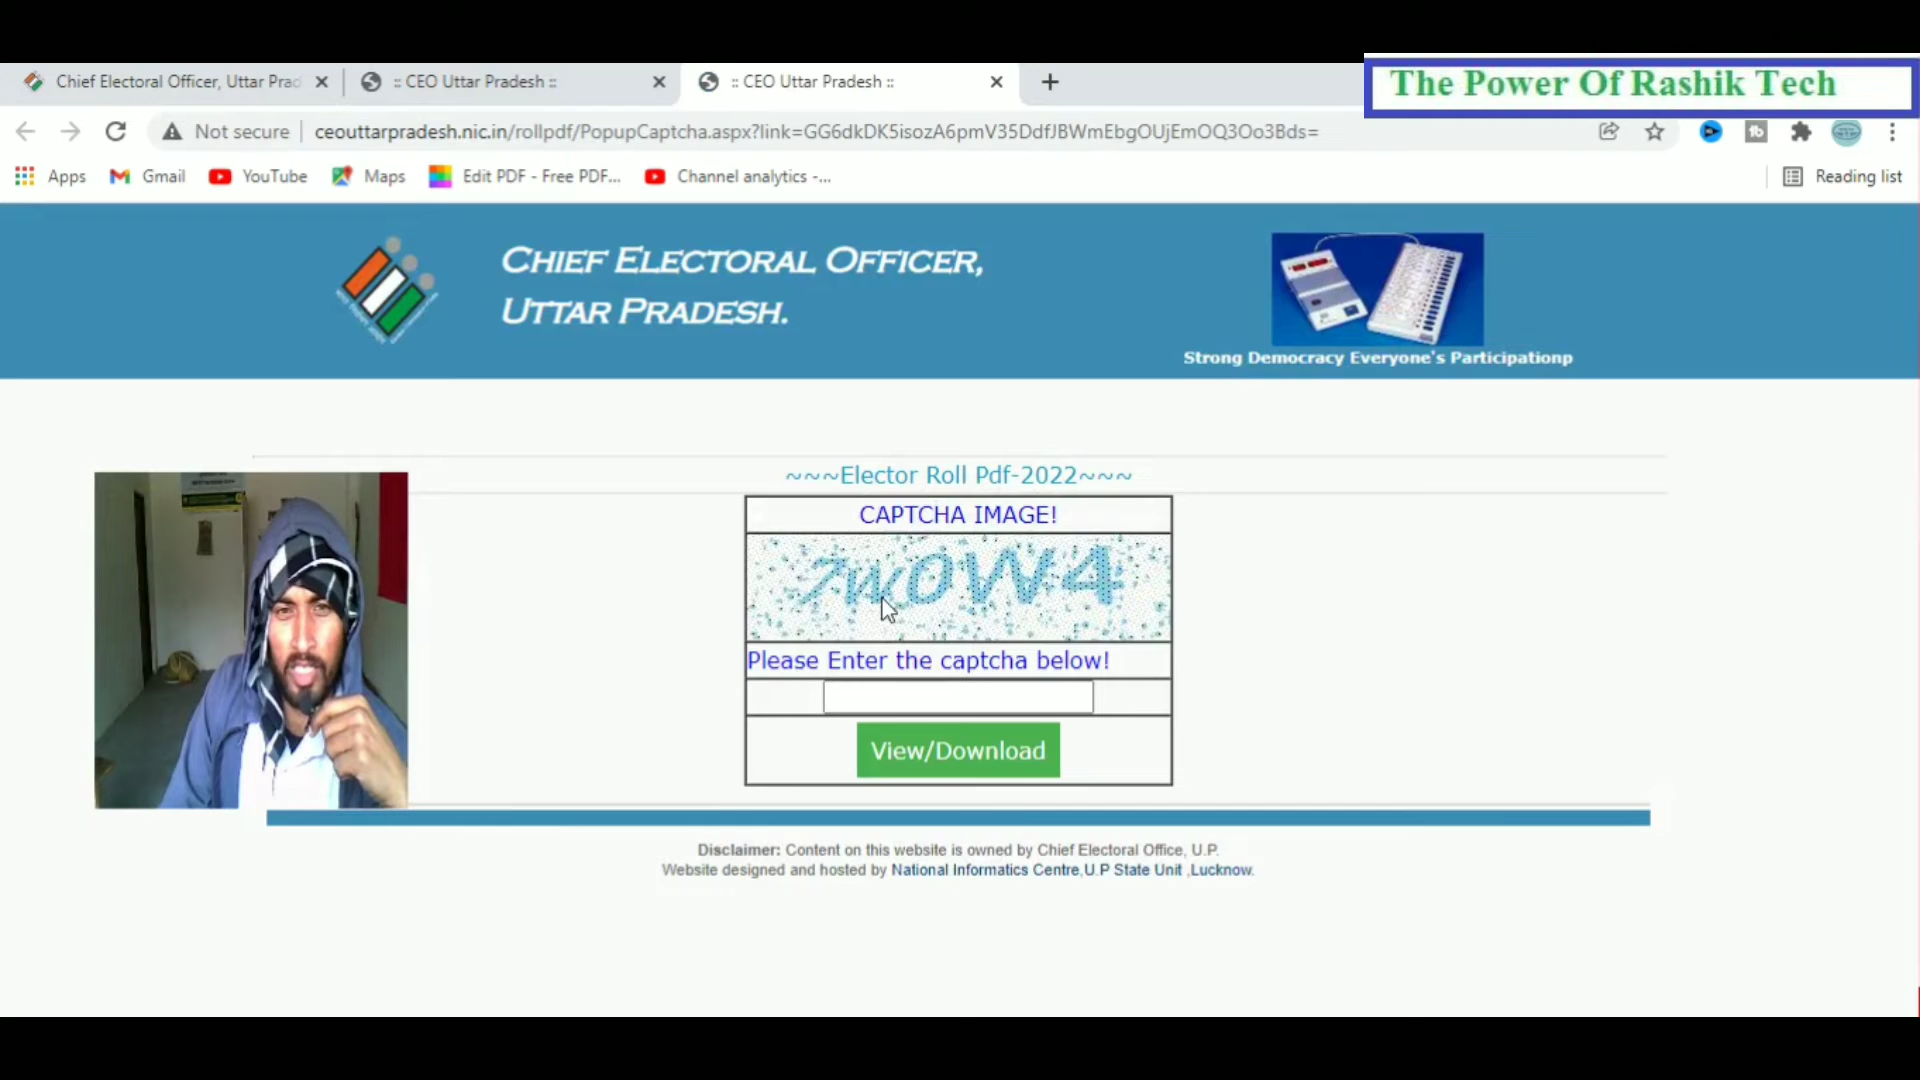 The Power Of Rashik Tech
Chief Electoral Officer, Uttar Prad
:: CEO Uttar Pradesh ::
:: CEO Uttar Pradesh ::
Not secure
ceouttarpradesh.nic.in/rollpdf/PopupCaptcha.aspx?link=GG6dkDK5isozA6pmV35DdfJBWmEbgOUjEmOQ3Oo3Bds=
Apps
Gmail
YouTube
Maps
Edit PDF - Free PDF...
Channel analytics -...
Reading list
CHIEF ELECTORAL OFFICER,
UTTAR PRADESH.
Strong Democracy Everyone's Participationp
~~~Elector Roll Pdf-2022~~~
CAPTCHA IMAGE!
7W0W4
Please Enter the captcha below!
View/Download
Disclaimer: Content on this website is owned by Chief Electoral Office, U.P.
Website designed and hosted by National Informatics Centre,U.P State Unit ,Lucknow.